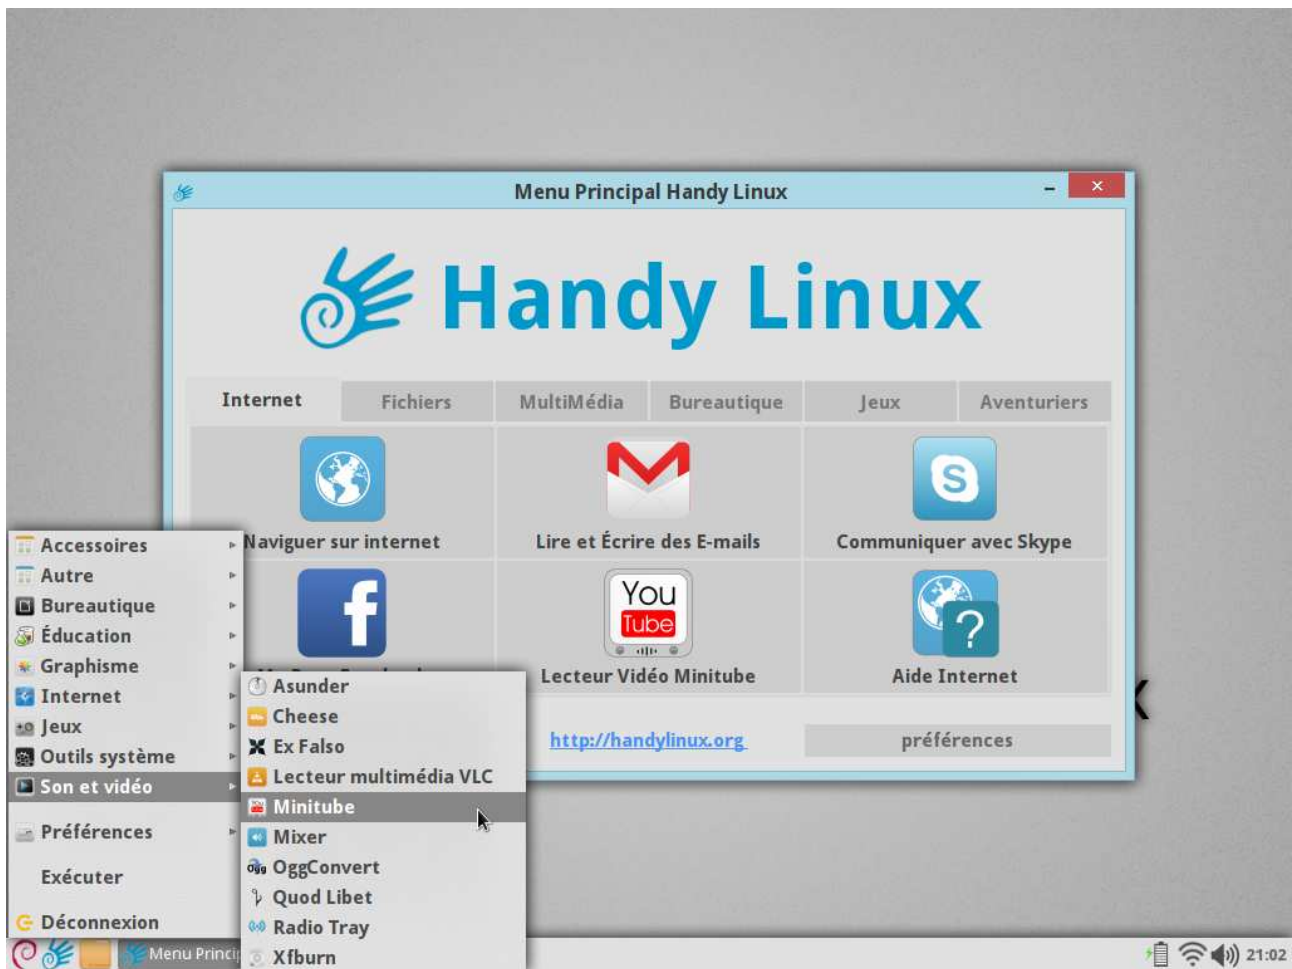 Menu Principal Handy Linux
Handy Linux
Internet Fichiers MultiMédia Bureautique Jeux Aventuriers
Naviguer sur internet Lire et Écrire des E-mails Communiquer avec Skype
You
Tube
Lecteur Vidéo Minitube Aide Internet
http://handylinux.org préférences
Accessoires
Autre
Bureautique
Éducation
Graphisme
Internet
Jeux
Outils système
Son et vidéo
Préférences
Exécuter
Déconnexion
Asunder
Cheese
Ex Falso
Lecteur multimédia VLC
Minitube
Mixer
OggConvert
Quod Libet
Radio Tray
Xfburn
Menu Princip
21:02